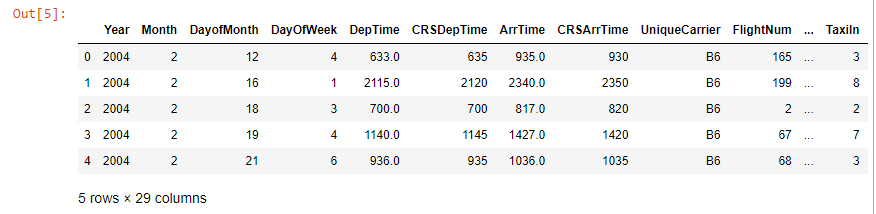 Out[5]:
Year Month DayofMonth DayOfWeek DepTime CRSDepTime ArrTime CRSArrTime UniqueCarrier FlightNum ... TaxiIn
0 2004 2 12 4 633.0 635 935.0 930 B6 165 ... 3
1 2004 2 16 1 2115.0 2120 2340.0 2350 B6 199 ... 8
2 2004 2 18 3 700.0 700 817.0 820 B6 2 ... 2
3 2004 2 19 4 1140.0 1145 1427.0 1420 B6 67 ... 7
4 2004 2 21 6 936.0 935 1036.0 1035 B6 68 ... 3
5 rows × 29 columns